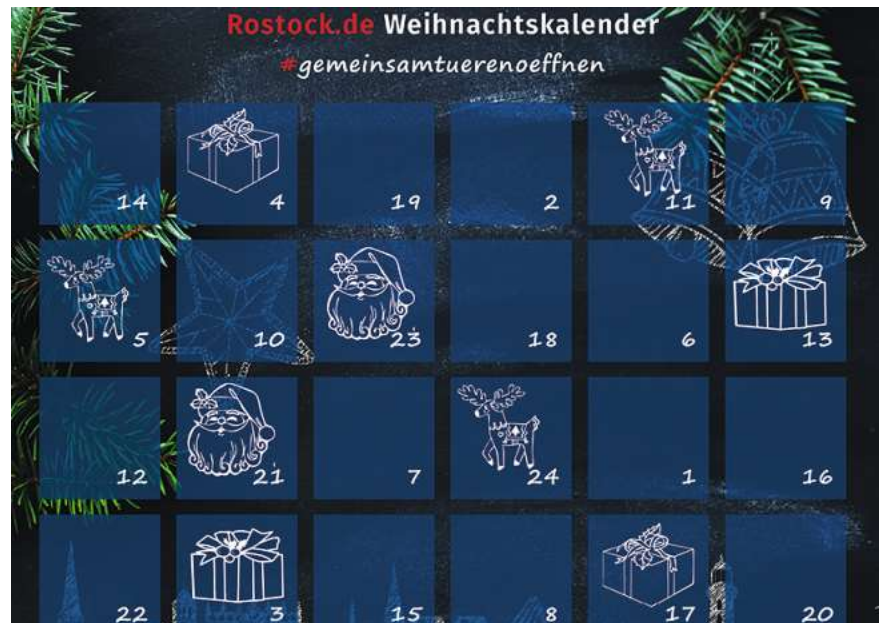 Rostock.de Weihnachtskalender
#gemeinsamtuerenoeffnen
14 4 19 2 11 9
5 10 23 18 6 13
12 21 7 24 1 16
22 3 15 8 17 20